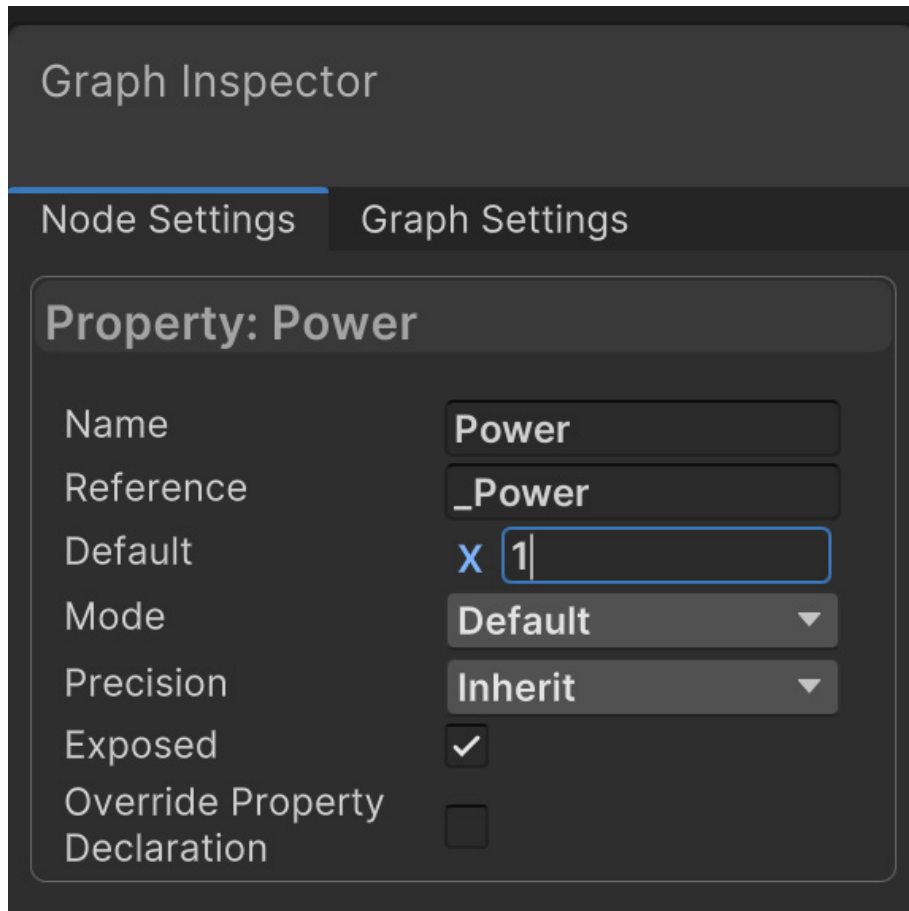 Graph Inspector
Node Settings Graph Settings
Property: Power
Name Power
Reference _Power
Default X 1
Mode Default
Precision Inherit
Exposed
Override Property
Declaration